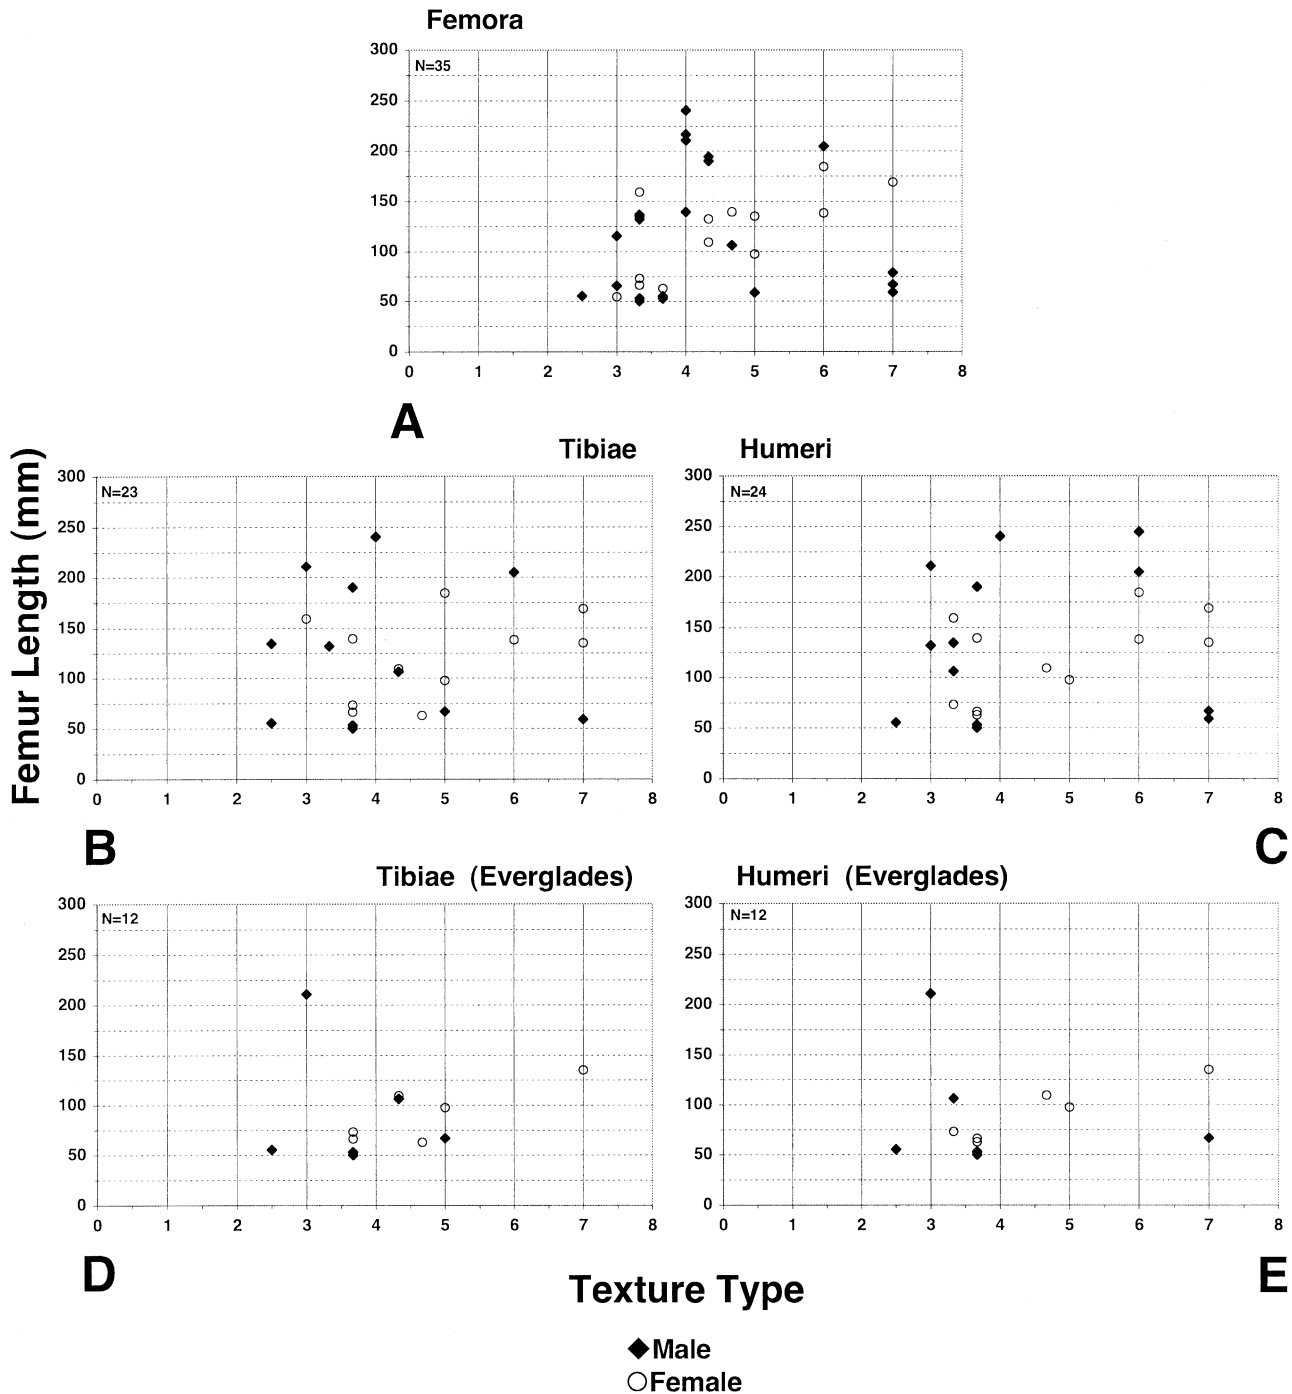 Femora
300
N=35
250
200
150
100
50
0
0 1 2 3 4 5 6 7 8
A
Femur Length (mm)
Tibiae
300
N=23
250
200
150
100
50
0
0 1 2 3 4 5 6 7 8
B
Humeri
300
N=24
250
200
150
100
50
0
0 1 2 3 4 5 6 7 8
C
Tibiae (Everglades)
300
N=12
250
200
150
100
50
0
0 1 2 3 4 5 6 7 8
D
Humeri (Everglades)
300
N=12
250
200
150
100
50
0
0 1 2 3 4 5 6 7 8
E
Texture Type
Male
Female